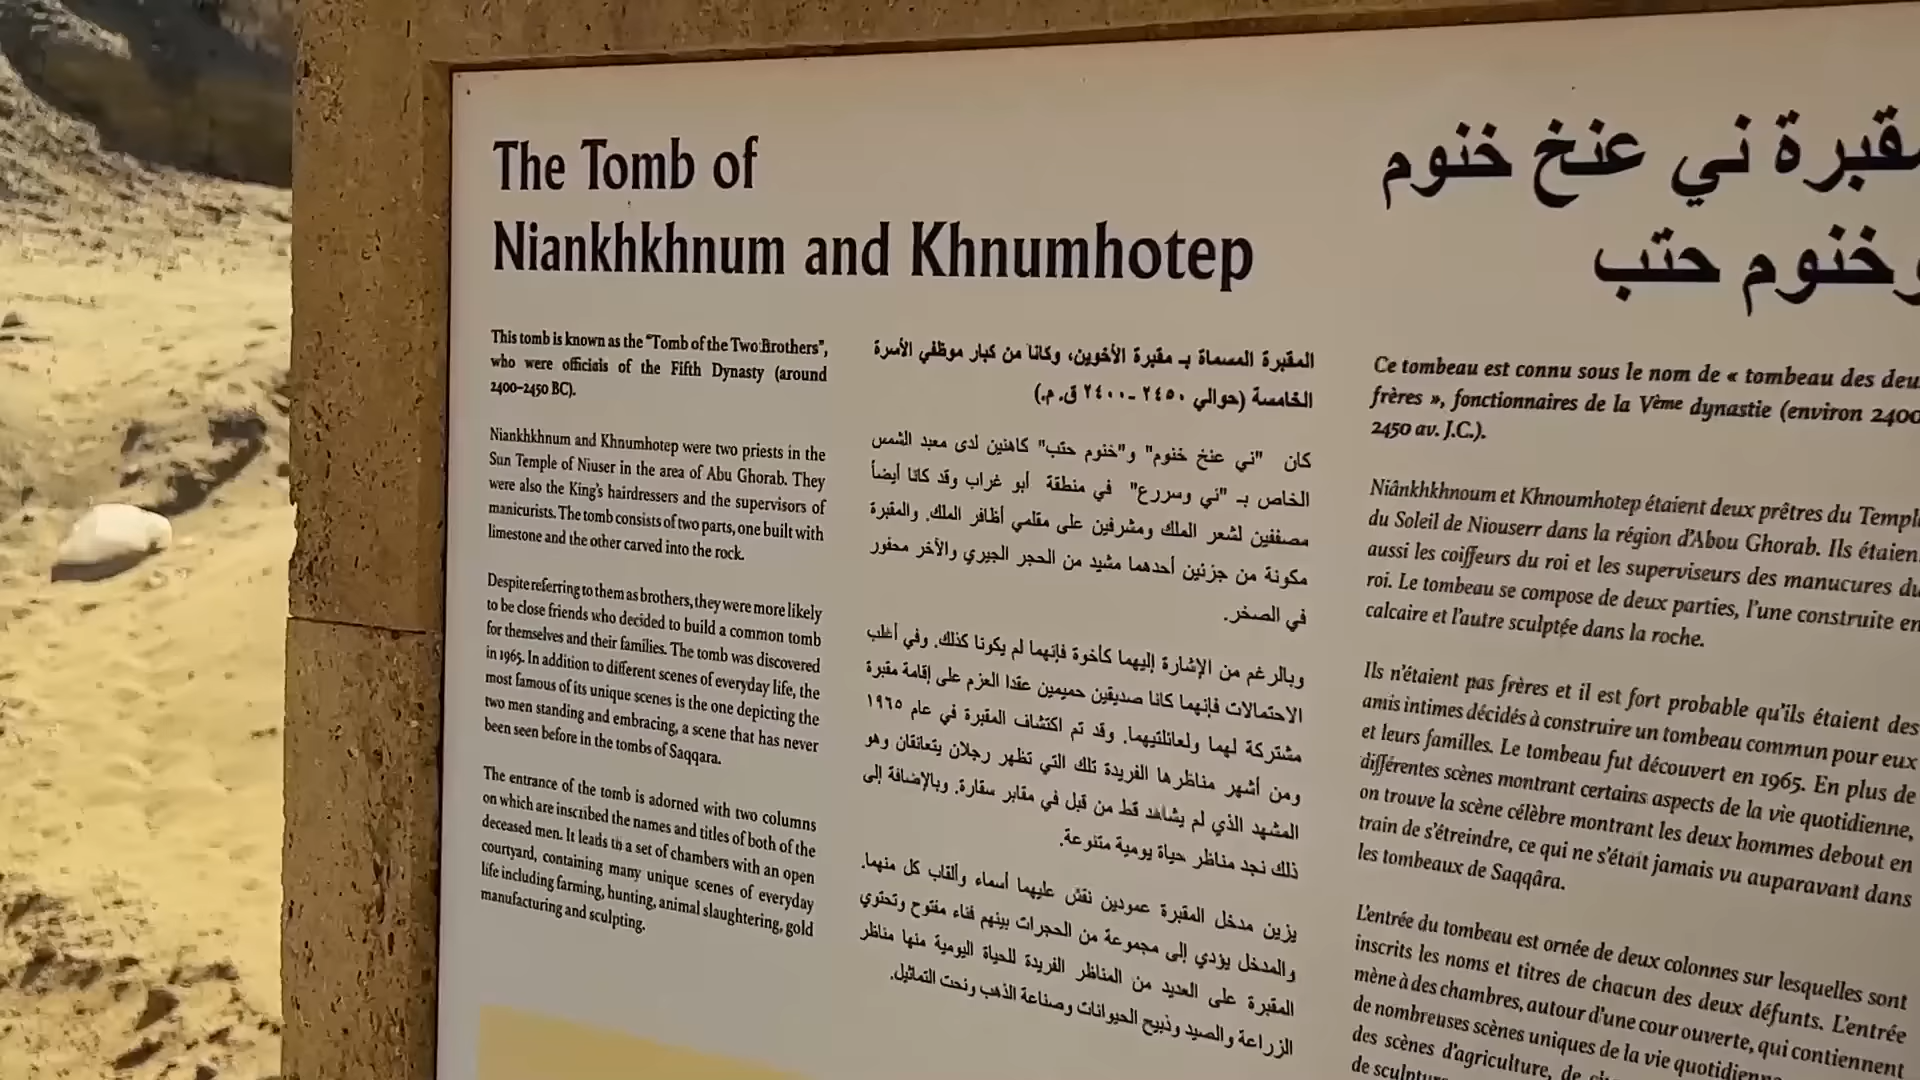 The Tomb of
Niankhkhnum and Khnumhotep
This tomb is known as the "Tomb of the Two Brothers",
who were officials of the Fifth Dynasty (around
2400-2450 BC).
Niankhkhnum and Khnumhotep were two priests in the
Sun Temple of Niuser in the area of Abu Ghorab. They
were also the King's hairdressers and the supervisors of
manicurists. The tomb consists of two parts, one built with
limestone and the other carved into the rock.
Despite referring to them as brothers, they were more likely
to be close friends who decided to build a common tomb
for themselves and their families. The tomb was discovered
in 1965. In addition to different scenes of everyday life, the
most famous of its unique scenes is the one depicting the
two men standing and embracing, a scene that has never
been seen before in the tombs of Saqqara.
The entrance of the tomb is adorned with two columns
on which are inscribed the names and titles of both of the
deceased men. It leads to a set of chambers with an open
courtyard, containing many unique scenes of everyday
life including farming, hunting, animal slaughtering, gold
manufacturing and sculpting.
مقبرة ني عنخ خنوم
وخنوم حتب
المقبرة المسماة بـ مقبرة الأخوين، وكانا من كبار موظفي الأسرة
الخامسة (حوالي ٢٤٥٠ -٢٤٠٠ ق.م.)
كان "ني عنخ خنوم" و"خنوم حتب" كاهنين لدى معبد الشمس
الخاص بـ "ني وسررع" في منطقة أبو غراب وقد كانا أيضاً
مصففين لشعر الملك ومشرفين على مقلمي أظافر الملك. والمقبرة
مكونة من جزئين أحدهما مشيد من الحجر الجيري والأخر محفور
في الصخر.
وبالرغم من الإشارة إليهما كأخوة فإنهما لم يكونا كذلك. وفي أغلب
الاحتمالات فإنهما كانا صديقين حميمين عقدا العزم على إقامة مقبرة
مشتركة لهما ولعائلتيهما. وقد تم اكتشاف المقبرة في عام ١٩٦٥
ومن أشهر مناظرها الفريدة تلك التي تظهر رجلان يتعانقان وهو
المشهد الذي لم يشاهد قط من قبل في مقابر سقارة. وبالإضافة إلى
ذلك نجد مناظر حياة يومية متنوعة.
يزين مدخل المقبرة عمودين نقش عليهما أسماء وألقاب كل منهما.
والمدخل يؤدي إلى مجموعة من الحجرات بينهم فناء مفتوح وتحتوي
المقبرة على العديد من المناظر الفريدة للحياة اليومية منها مناظر
الزراعة والصيد وذبيح الحيوانات وصناعة الذهب ونحت التماثيل.
Ce tombeau est connu sous le nom de « tombeau des deu
frères », fonctionnaires de la Vème dynastie (environ 2400
2450 av. J.C.).
Niânkhkhnoum et Khnoumhotep étaient deux prêtres du Templ
du Soleil de Niouserr dans la région d'Abou Ghorab. Ils étaien
aussi les coiffeurs du roi et les superviseurs des manucures du
roi. Le tombeau se compose de deux parties, l'une construite en
calcaire et l'autre sculptée dans la roche.
Ils n'étaient pas frères et il est fort probable qu'ils étaient des
amis intimes décidés à construire un tombeau commun pour eux
et leurs familles. Le tombeau fut découvert en 1965. En plus de
différentes scènes montrant certains aspects de la vie quotidienne,
on trouve la scène célèbre montrant les deux hommes debout en
train de s'étreindre, ce qui ne s'était jamais vu auparavant dans
les tombeaux de Saqqâra.
L'entrée du tombeau est ornée de deux colonnes sur lesquelles sont
inscrits les noms et titres de chacun des deux défunts. L'entrée
mène à des chambres, autour d'une cour ouverte, qui contiennent
de nombreuses scènes uniques de la vie quotidienn
des scènes d'agriculture, de
de